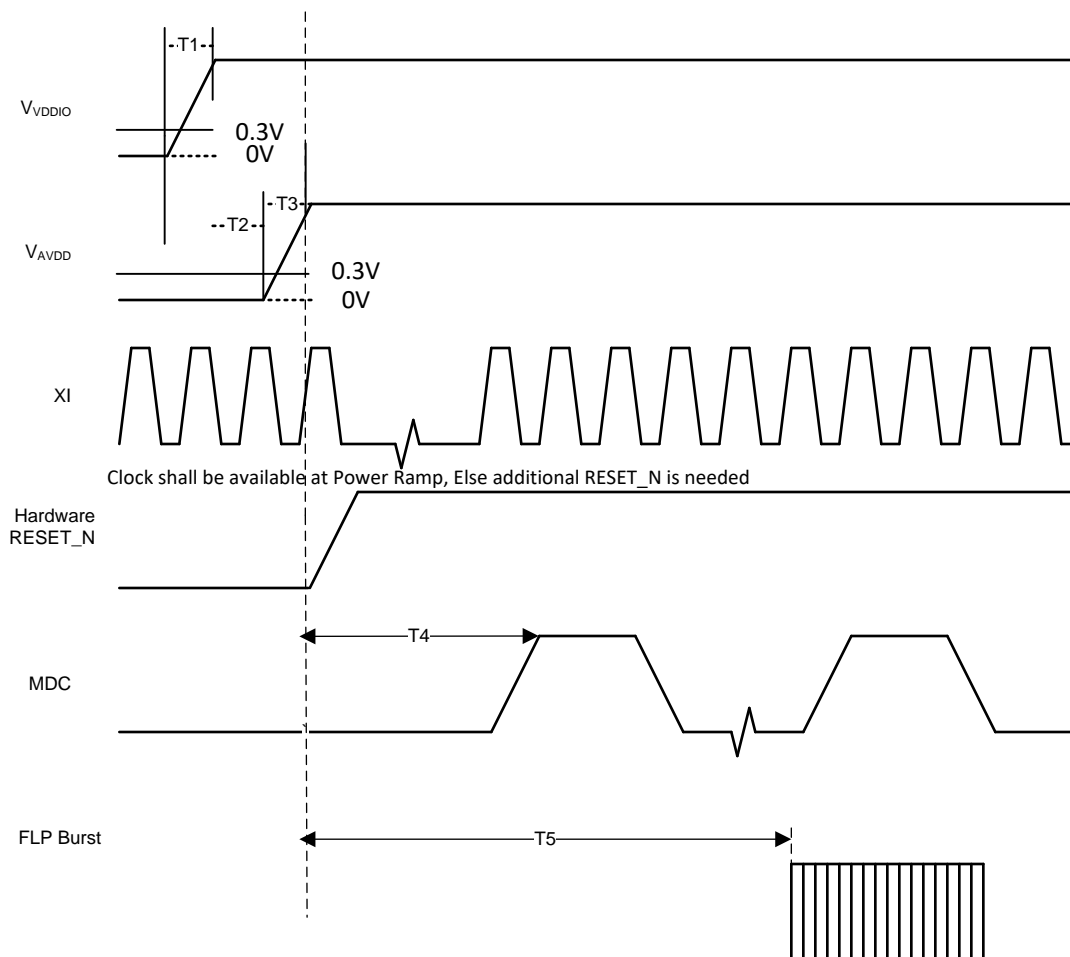 T1
VVDDIO
0.3V
0V
T3
T2
VAVDD
0.3V
0V
XI
Clock shall be available at Power Ramp, Else additional RESET_N is needed
Hardware
RESET_N
T4
MDC
FLP Burst
T5